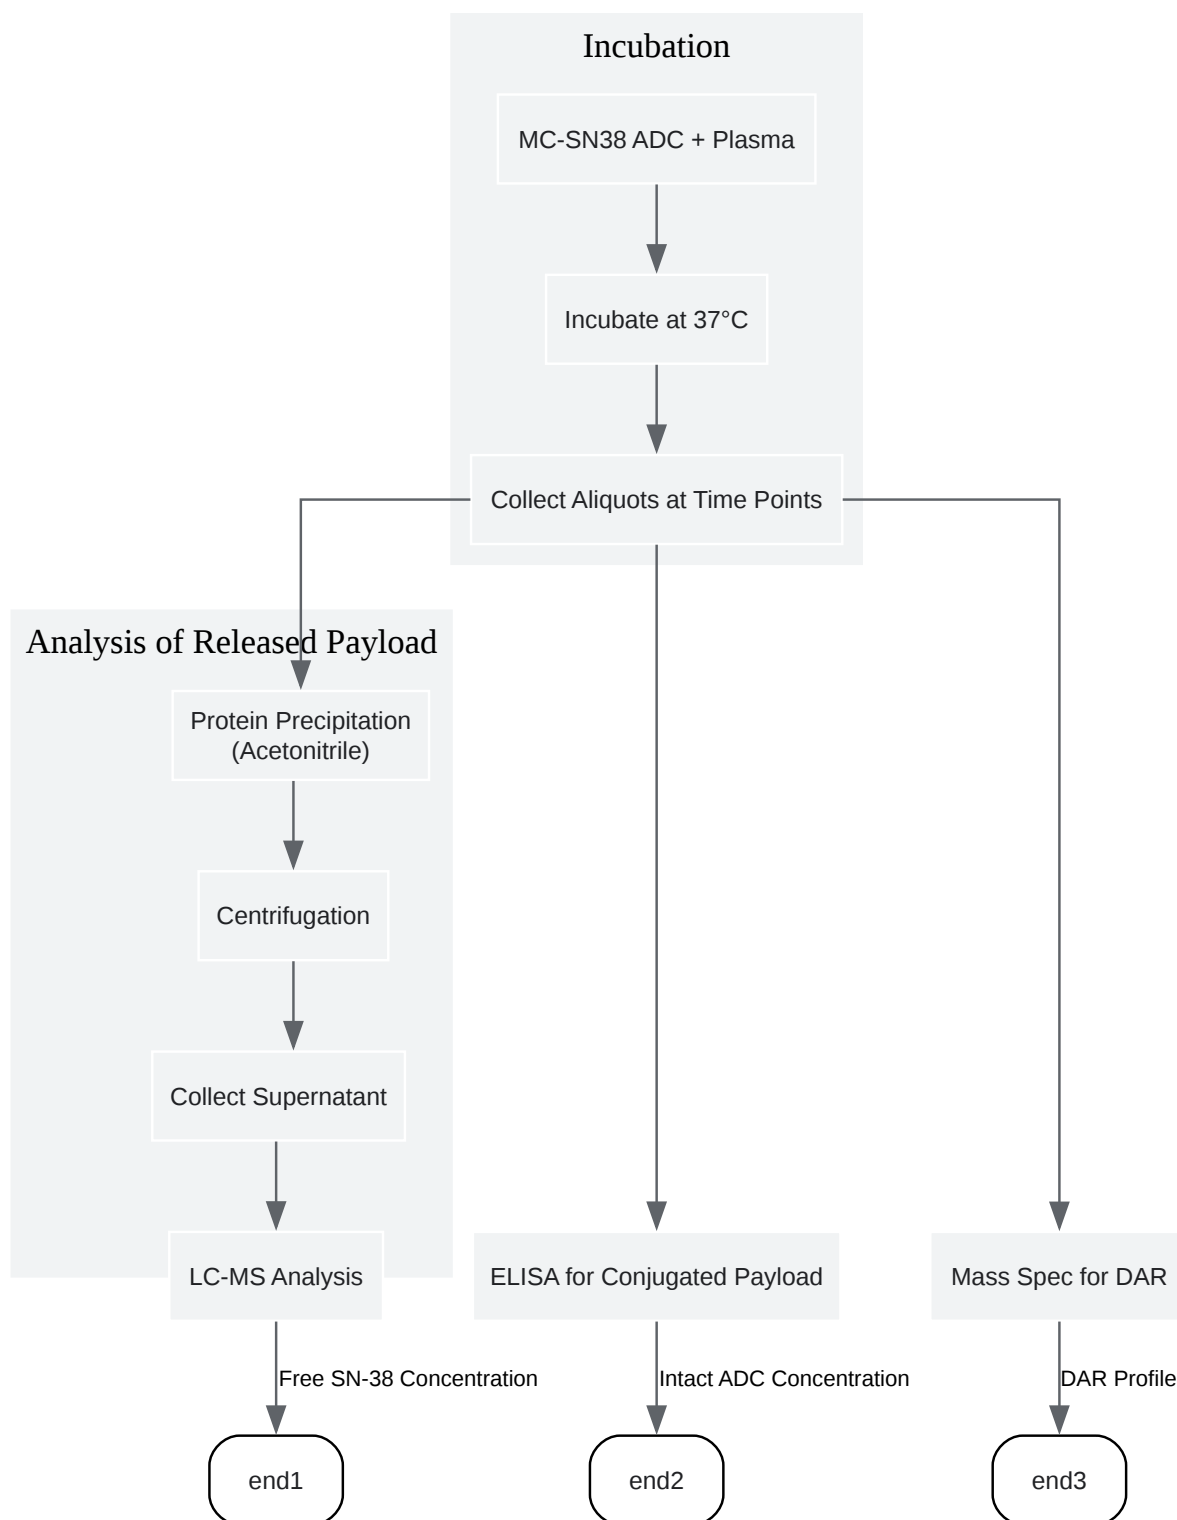 Incubation
MC-SN38 ADC + Plasma
Incubate at 37°C
Collect Aliquots at Time Points
Analysis of Released Payload
Protein Precipitation
(Acetonitrile)
Centrifugation
Collect Supernatant
LC-MS Analysis
ELISA for Conjugated Payload
Mass Spec for DAR
Free SN-38 Concentration
Intact ADC Concentration
DAR Profile
end1
end2
end3